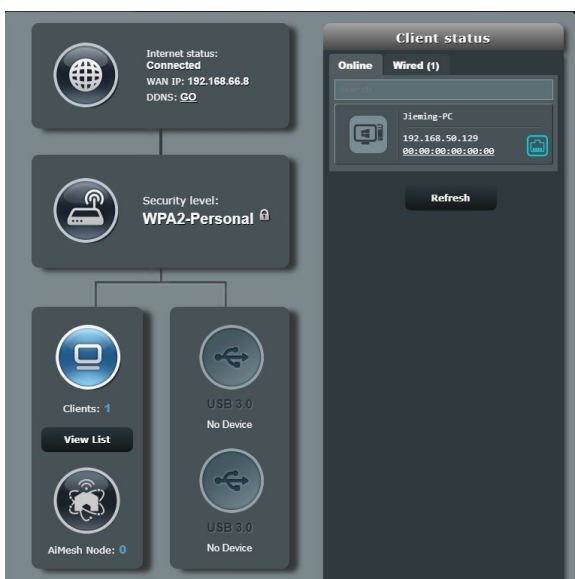 Internet status:
Connected
WAN IP: 192.168.66.8
DDNS: GO
Security level:
WPA2-Personal
Clients: 1
View List
AiMesh Node: 0
USB 3.0
No Device
USB 3.0
No Device
Client status
Online Wired (1)
Search
Jieming-PC
192.168.50.129
00:00:00:00:00:00
Refresh